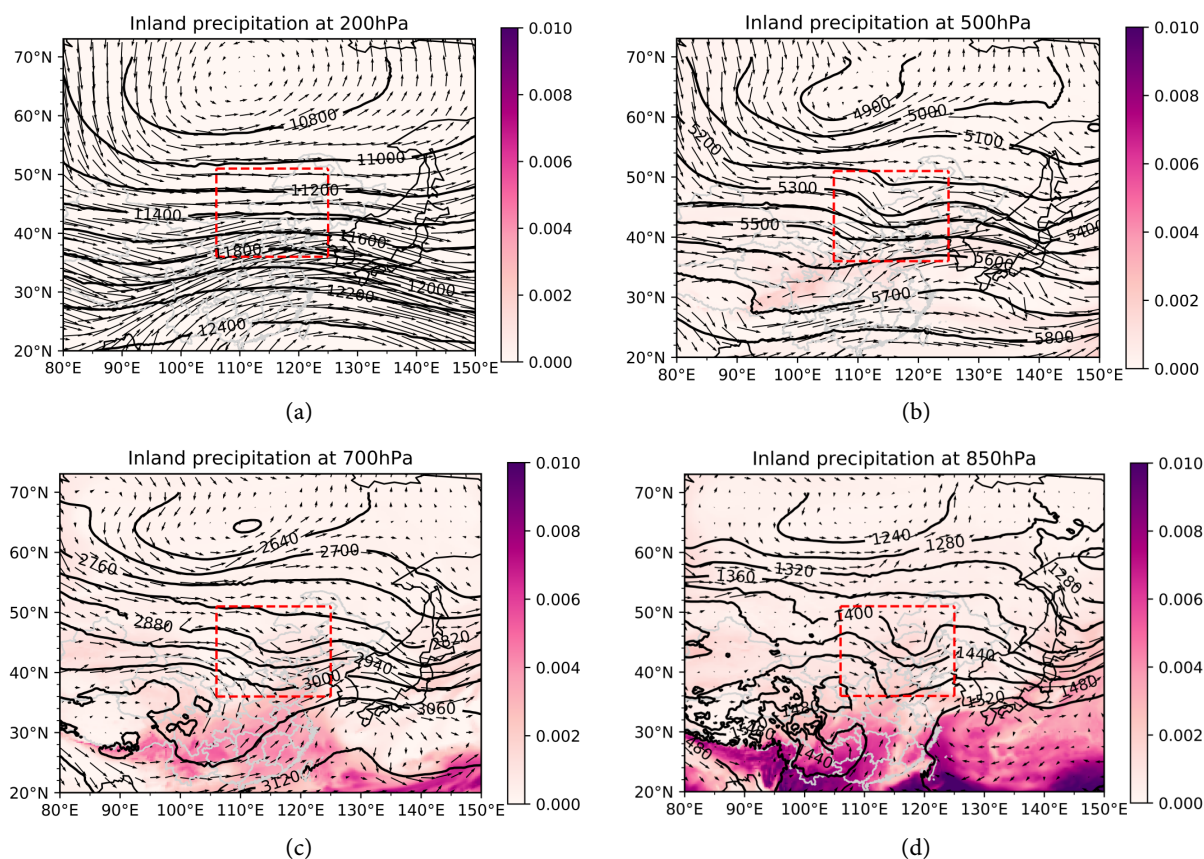 Inland precipitation at 200hPa
70°N
60°N
50°N
40°N
30°N
20°N
80°E 90°E 100°E 110°E 120°E 130°E 140°E 150°E
10800
11000
11200
11400
11600
11800
12000
12200
12400
0.010
0.008
0.006
0.004
0.002
0.000
(a)
Inland precipitation at 500hPa
70°N
60°N
50°N
40°N
30°N
20°N
80°E 90°E 100°E 110°E 120°E 130°E 140°E 150°E
4900
5000
5100
5200
5300
5500
5400
5600
5700
5800
0.010
0.008
0.006
0.004
0.002
0.000
(b)
Inland precipitation at 700hPa
70°N
60°N
50°N
40°N
30°N
20°N
80°E 90°E 100°E 110°E 120°E 130°E 140°E 150°E
2640
2700
2760
2880
2820
2940
3000
3060
3120
0.010
0.008
0.006
0.004
0.002
0.000
(c)
Inland precipitation at 850hPa
70°N
60°N
50°N
40°N
30°N
20°N
80°E 90°E 100°E 110°E 120°E 130°E 140°E 150°E
1240
1280
1320
1360
1280
1400
1440
1480
1520
1440
0.010
0.008
0.006
0.004
0.002
0.000
(d)